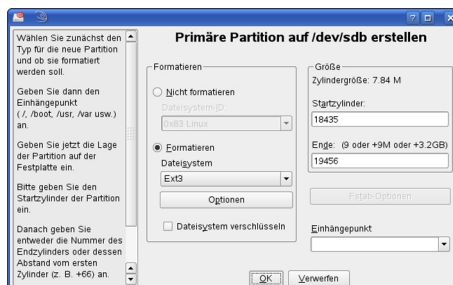 Wählen Sie zunächst den
Typ für die neue Partition
und ob sie formatiert
werden soll.
Geben Sie dann den
Einhängepunkt
( /, /boot, /usr, /var usw.)
an.
Geben Sie jetzt die Lage
der Partition auf der
Festplatte ein.
Bitte geben Sie den
Startzylinder der Partition
ein.
Danach geben Sie
entweder die Nummer des
Endzylinders oder dessen
Abstand vom ersten
Zylinder (z. B. +66) an.
Primäre Partition auf /dev/sdb erstellen
Formatieren
Nicht formatieren
Dateisystem-ID:
0x83 Linux
Formatieren
Dateisystem
Ext3
Optionen
Dateisystem verschlüsseln
Größe
Zylindergröße: 7.84 M
Startzylinder:
18435
Ende: (9 oder +9M oder +3.2GB)
19456
Fstab-Optionen
Einhängepunkt
OK
Verwerfen